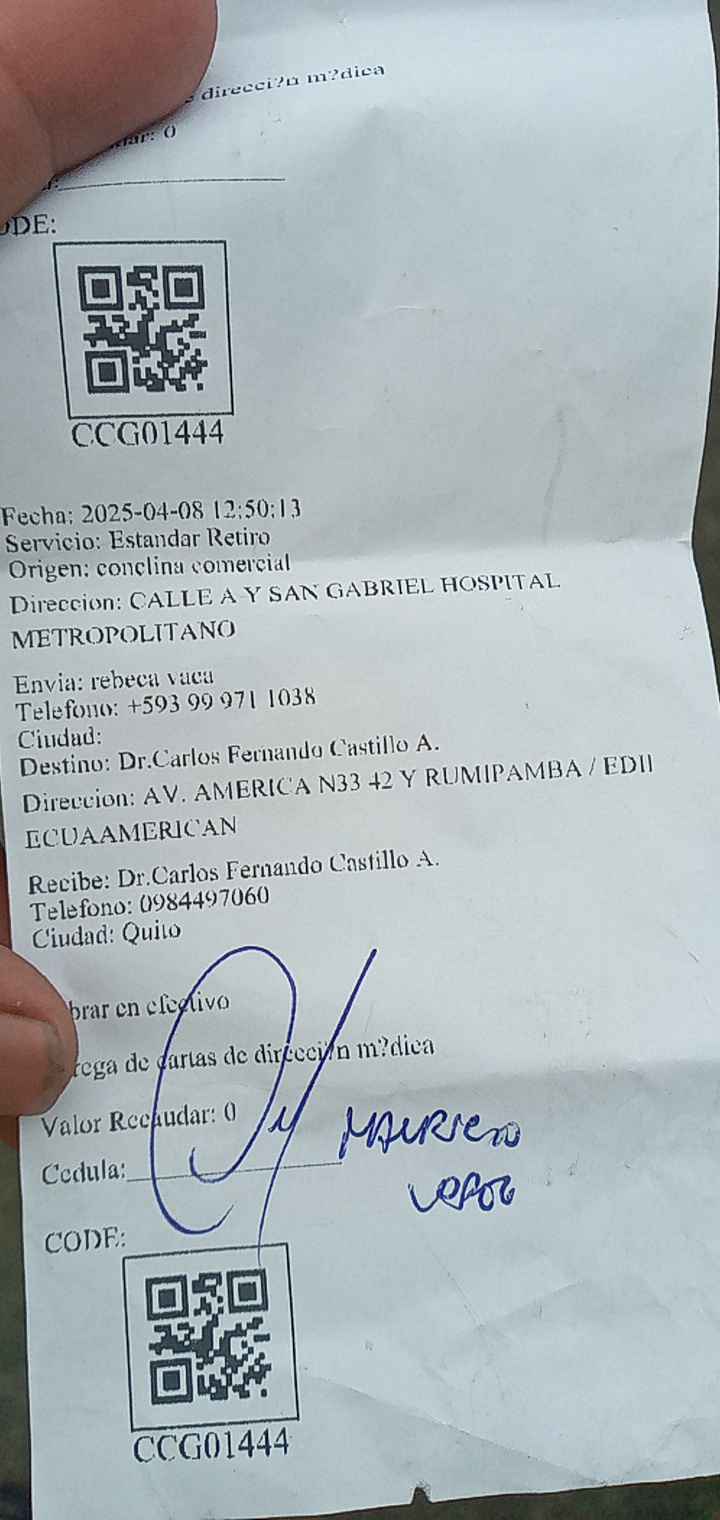 direcci?n m?dica
0
ODE:
CCG01444
Fecha: 2025-04-08 12:50:13
Servicio: Estandar Retiro
Origen: conclina comercial
Direccion: CALLE A Y SAN GABRIEL HOSPITAL
METROPOLITANO
Envia: rebeca vaca
Telefono: +593 99 971 1038
Ciudad:
Destino: Dr.Carlos Fernando Castillo A.
Direccion: AV. AMERICA N33 42 Y RUMIPAMBA / EDII
ECUAAMERICAN
Recibe: Dr.Carlos Fernando Castillo A.
Telefono: 0984497060
Ciudad: Quito
brar en efectivo
rega de cartas de direcci?n m?dica
Valor Recaudar: 0
Cedula:
CODE:
CCG01444